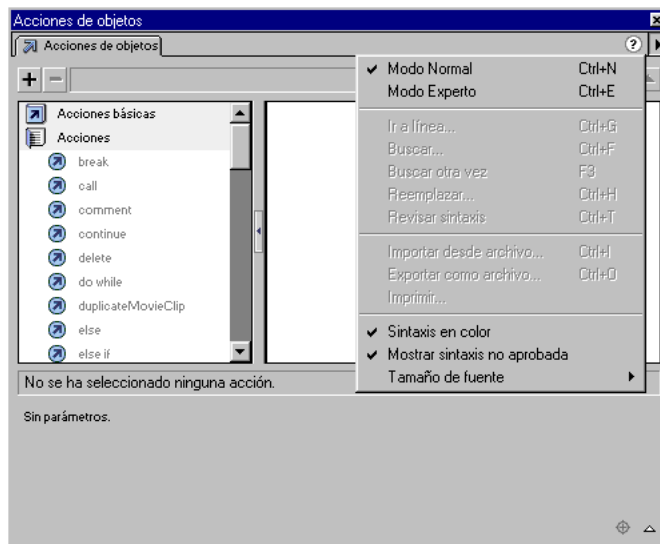 Acciones de objetos
Acciones de objetos
?
Modo Normal Ctrl+N
Modo Experto Ctrl+E
Ir a línea... Ctrl+G
Buscar... Ctrl+F
Buscar otra vez F3
Reemplazar... Ctrl+H
Revisar sintaxis Ctrl+T
Importar desde archivo... Ctrl+I
Exportar como archivo... Ctrl+O
Imprimir...
Sintaxis en color
Mostrar sintaxis no aprobada
Tamaño de fuente
Acciones básicas
Acciones
break
call
comment
continue
delete
do while
duplicateMovieClip
else
else if
No se ha seleccionado ninguna acción.
Sin parámetros.